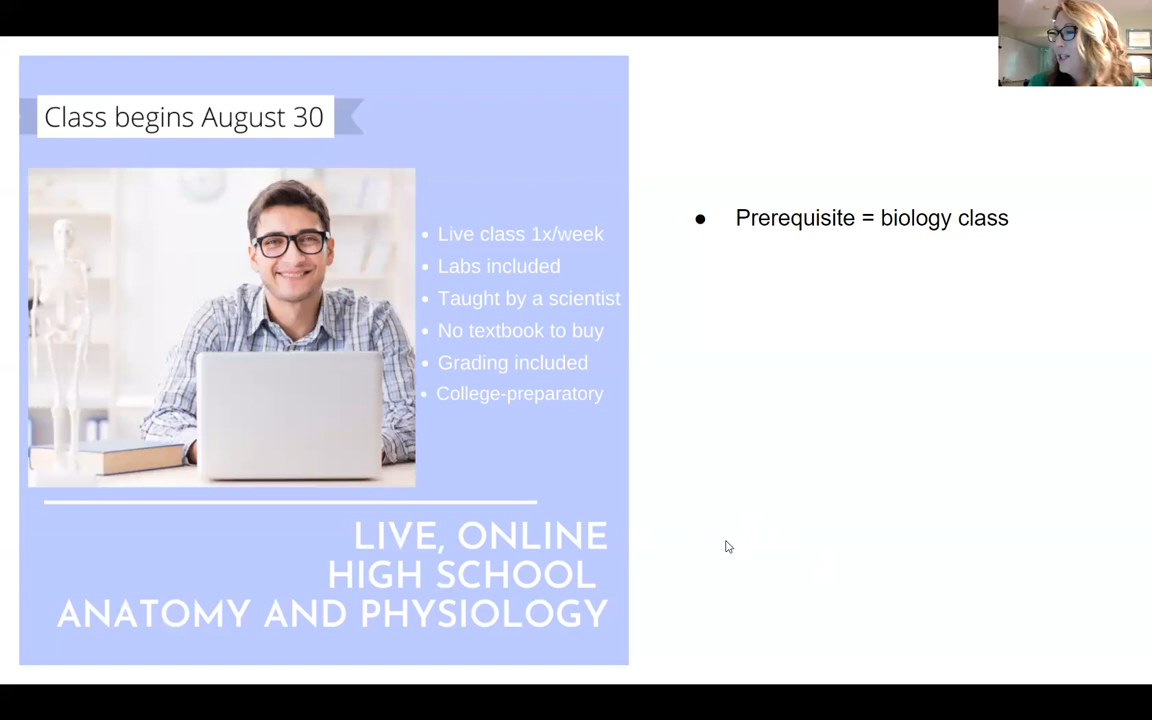 Class begins August 30
• Live class 1x/week
• Labs included
• Taught by a scientist
• No textbook to buy
• Grading included
• College-preparatory
LIVE, ONLINE
HIGH SCHOOL
ANATOMY AND PHYSIOLOGY
● Prerequisite = biology class